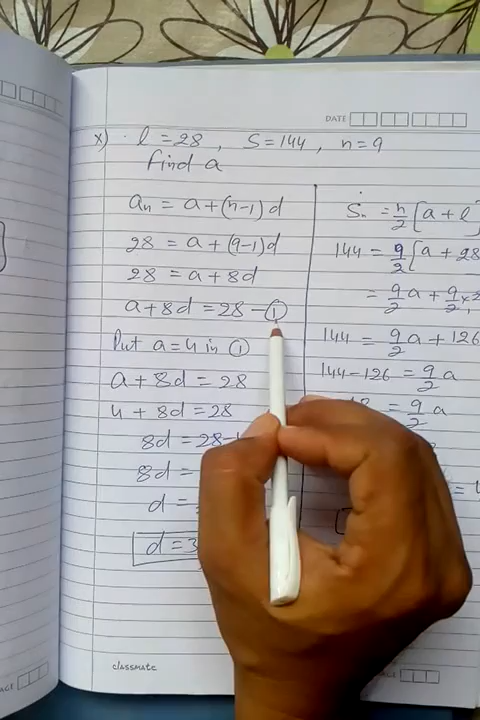 DATE
x) l = 28 , S = 144 , n = 9
find a
aₙ = a + (n-1) d
28 = a + (9-1) d
28 = a + 8d
a + 8d = 28 - ①
Put a = 4 in ①
a + 8d = 28
4 + 8d = 28
8d = 28 -
8d =
d =
d = 3
Sₙ = n/2 [a + l
144 = 9/2 [a + 28
= 9/2 a + 9/2 ×
144 = 9/2 a + 126
144 - 126 = 9/2 a
= 9/2 a
classmate
PAGE
AGE